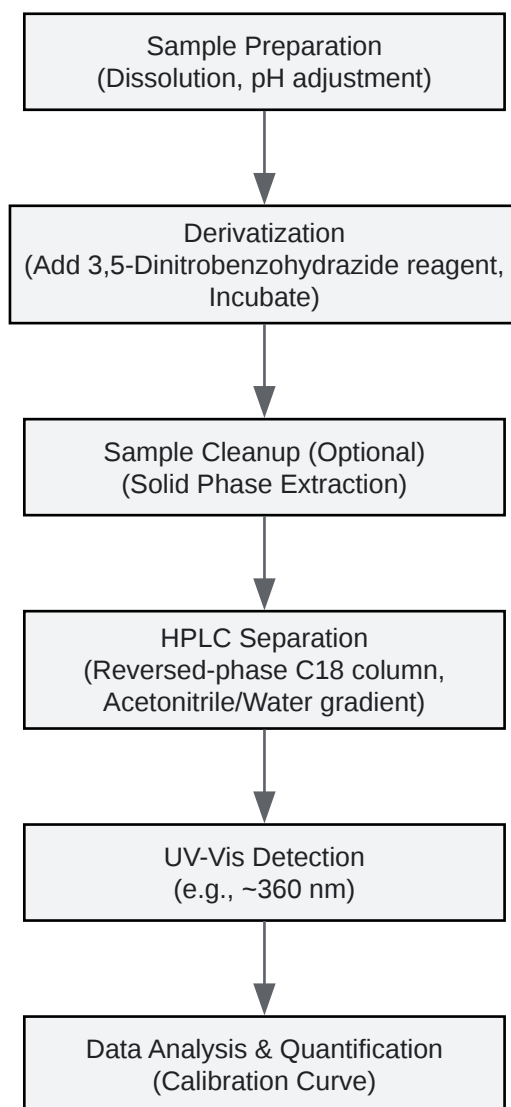 Sample Preparation
(Dissolution, pH adjustment)
Derivatization
(Add 3,5-Dinitrobenzohydrazide reagent,
Incubate)
Sample Cleanup (Optional)
(Solid Phase Extraction)
HPLC Separation
(Reversed-phase C18 column,
Acetonitrile/Water gradient)
UV-Vis Detection
(e.g., ~360 nm)
Data Analysis & Quantification
(Calibration Curve)